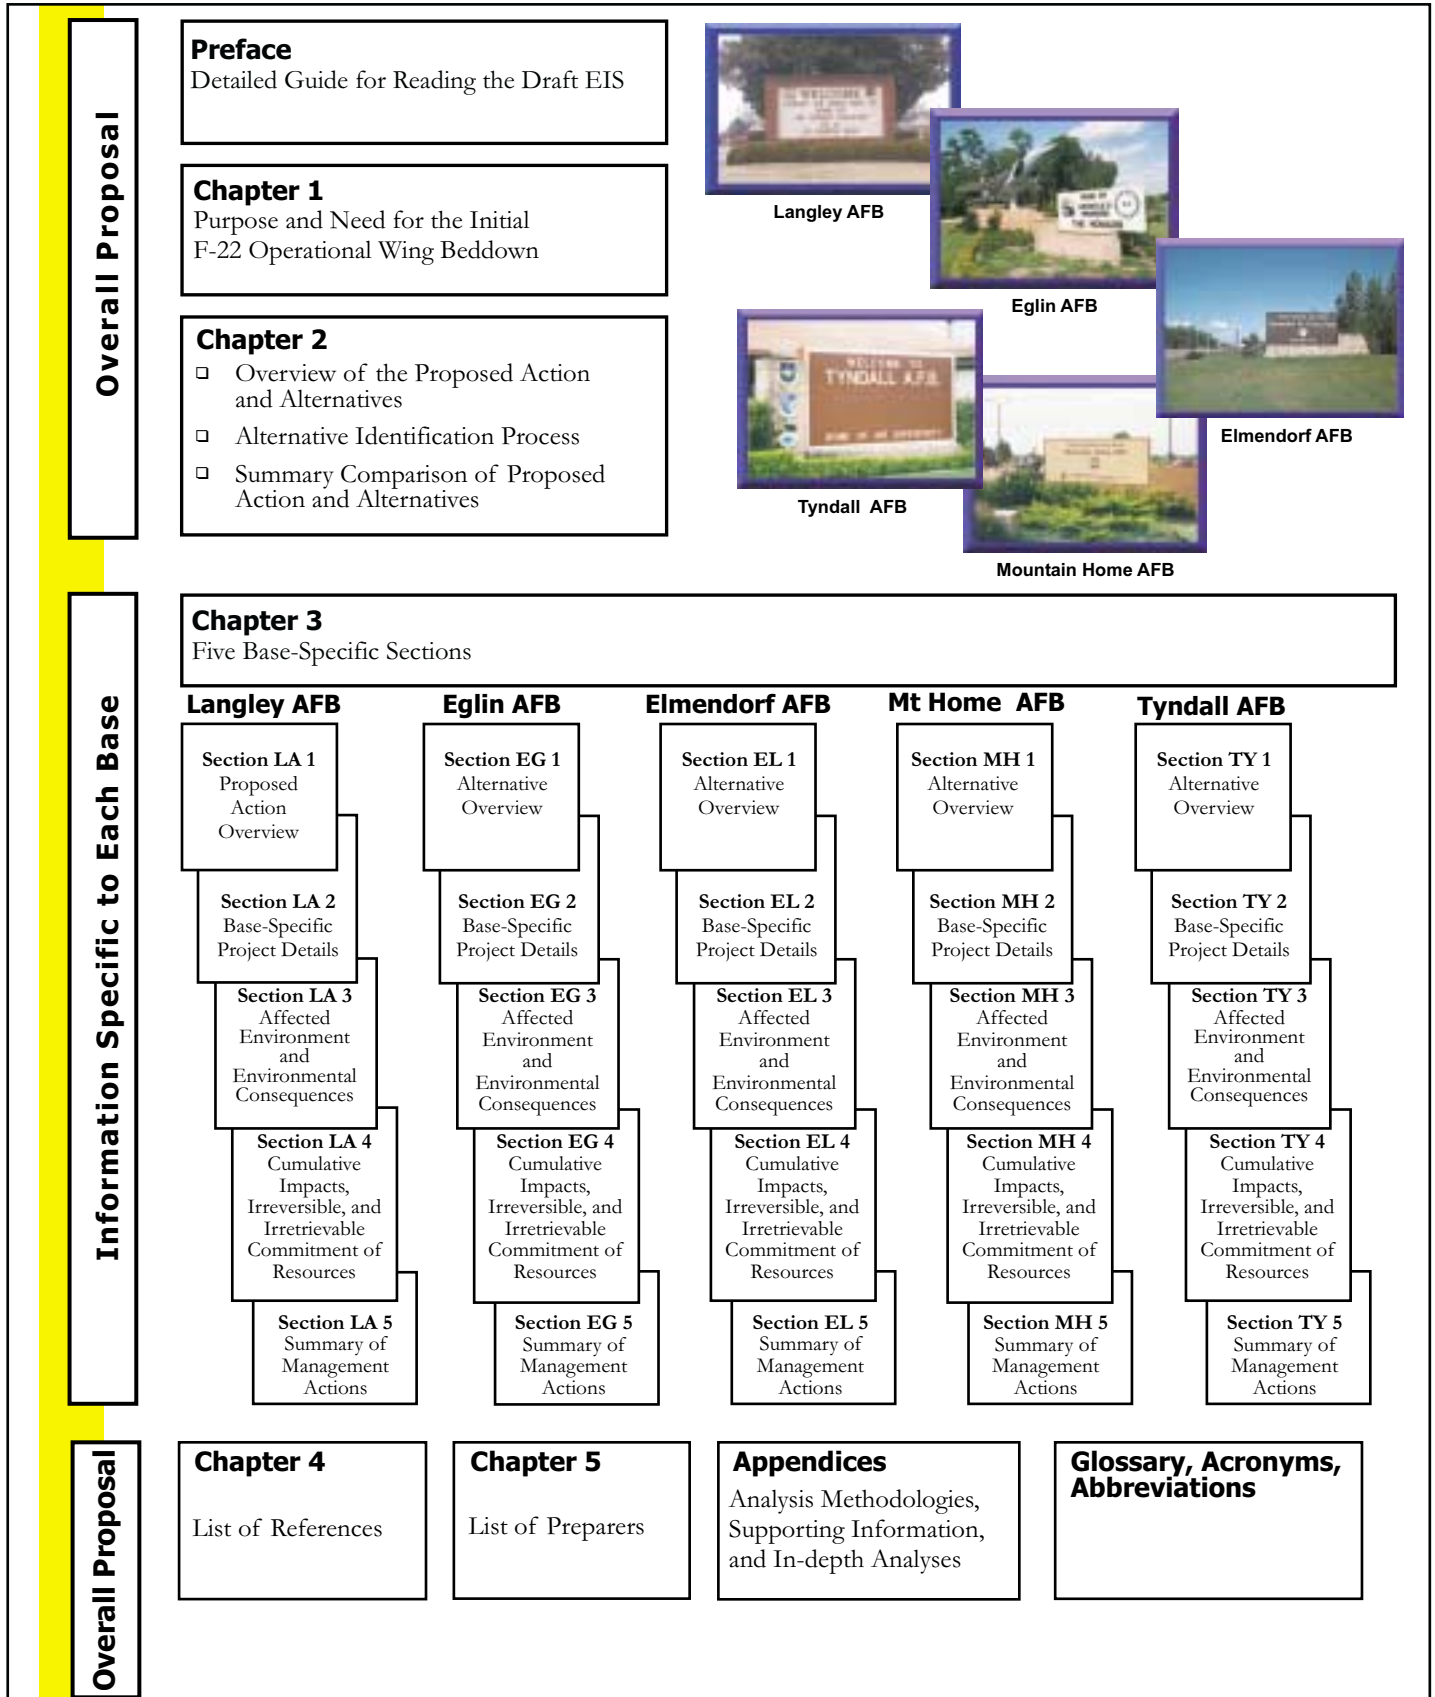 Overall Proposal
Preface
Detailed Guide for Reading the Draft EIS
Chapter 1
Purpose and Need for the Initial
F-22 Operational Wing Beddown
Chapter 2
Overview of the Proposed Action
and Alternatives
Alternative Identification Process
Summary Comparison of Proposed
Action and Alternatives
WELCOME
Langley AFB
Eglin AFB
Elmendorf AFB
WELCOME TO
TYNDALL A.F.B.
Tyndall AFB
Mountain Home AFB
Information Specific to Each Base
Chapter 3
Five Base-Specific Sections
Langley AFB
Section LA 1
Proposed
Action
Overview
Section LA 2
Base-Specific
Project Details
Section LA 3
Affected
Environment
and
Environmental
Consequences
Section LA 4
Cumulative
Impacts,
Irreversible, and
Irretrievable
Commitment of
Resources
Section LA 5
Summary of
Management
Actions
Eglin AFB
Section EG 1
Alternative
Overview
Section EG 2
Base-Specific
Project Details
Section EG 3
Affected
Environment
and
Environmental
Consequences
Section EG 4
Cumulative
Impacts,
Irreversible, and
Irretrievable
Commitment of
Resources
Section EG 5
Summary of
Management
Actions
Elmendorf AFB
Section EL 1
Alternative
Overview
Section EL 2
Base-Specific
Project Details
Section EL 3
Affected
Environment
and
Environmental
Consequences
Section EL 4
Cumulative
Impacts,
Irreversible, and
Irretrievable
Commitment of
Resources
Section EL 5
Summary of
Management
Actions
Mt Home AFB
Section MH 1
Alternative
Overview
Section MH 2
Base-Specific
Project Details
Section MH 3
Affected
Environment
and
Environmental
Consequences
Section MH 4
Cumulative
Impacts,
Irreversible, and
Irretrievable
Commitment of
Resources
Section MH 5
Summary of
Management
Actions
Tyndall AFB
Section TY 1
Alternative
Overview
Section TY 2
Base-Specific
Project Details
Section TY 3
Affected
Environment
and
Environmental
Consequences
Section TY 4
Cumulative
Impacts,
Irreversible, and
Irretrievable
Commitment of
Resources
Section TY 5
Summary of
Management
Actions
Overall Proposal
Chapter 4
List of References
Chapter 5
List of Preparers
Appendices
Analysis Methodologies,
Supporting Information,
and In-depth Analyses
Glossary, Acronyms,
Abbreviations